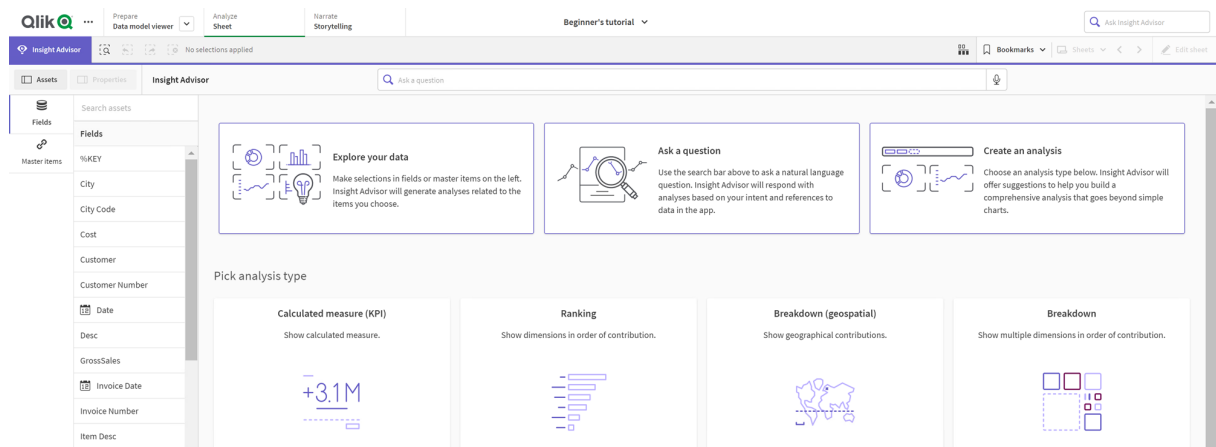 Qlik
Prepare
Data model viewer
Analyze
Sheet
Narrate
Storytelling
Beginner's tutorial
Ask Insight Advisor
Insight Advisor
No selections applied
Bookmarks
Sheets
Edit sheet
Assets
Properties
Insight Advisor
Ask a question
Fields
Master items
Search assets
Fields
%KEY
City
City Code
Cost
Customer
Customer Number
Date
Desc
GrossSales
Invoice Date
Invoice Number
Item Desc
Explore your data
Make selections in fields or master items on the left.
Insight Advisor will generate analyses related to the
items you choose.
Ask a question
Use the search bar above to ask a natural language
question. Insight Advisor will respond with
analyses based on your intent and references to
data in the app.
Create an analysis
Choose an analysis type below. Insight Advisor will
offer suggestions to help you build a
comprehensive analysis that goes beyond simple
charts.
Pick analysis type
Calculated measure (KPI)
Show calculated measure.
+3.1M
Ranking
Show dimensions in order of contribution.
Breakdown (geospatial)
Show geographical contributions.
Breakdown
Show multiple dimensions in order of contribution.